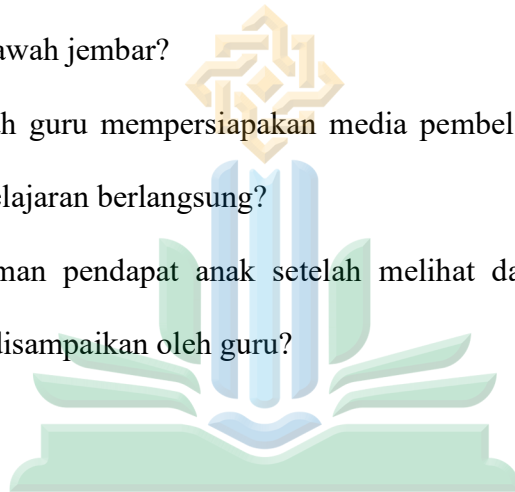 awah jembar?
h guru mempersiapakan media pembel
elajaran berlangsung?
man pendapat anak setelah melihat da
disampaikan oleh guru?